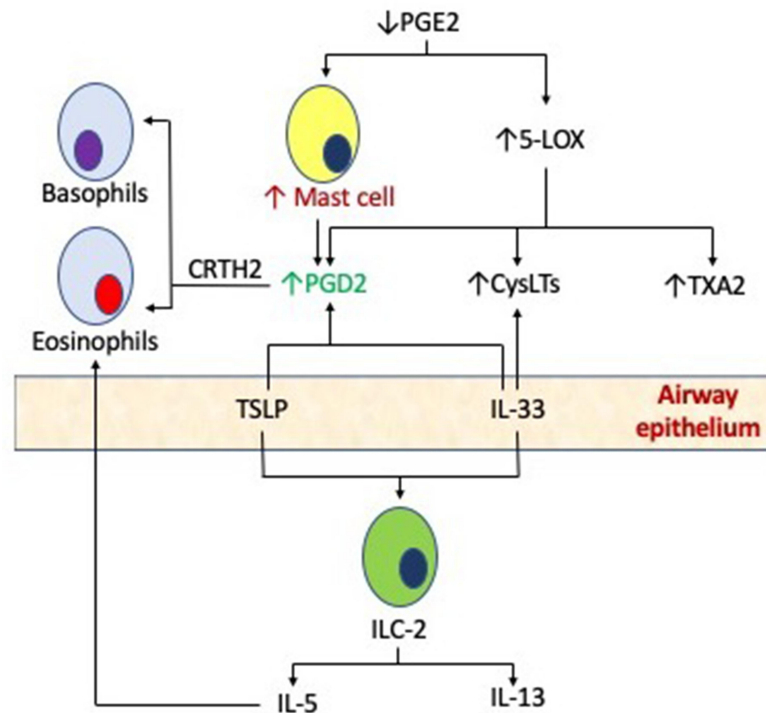 ↓PGE2
↑5-LOX
Basophils
↑ Mast cell
CRTH2
↑PGD2
↑CysLTs
↑TXA2
Eosinophils
TSLP
IL-33
Airway
epithelium
ILC-2
IL-5
IL-13